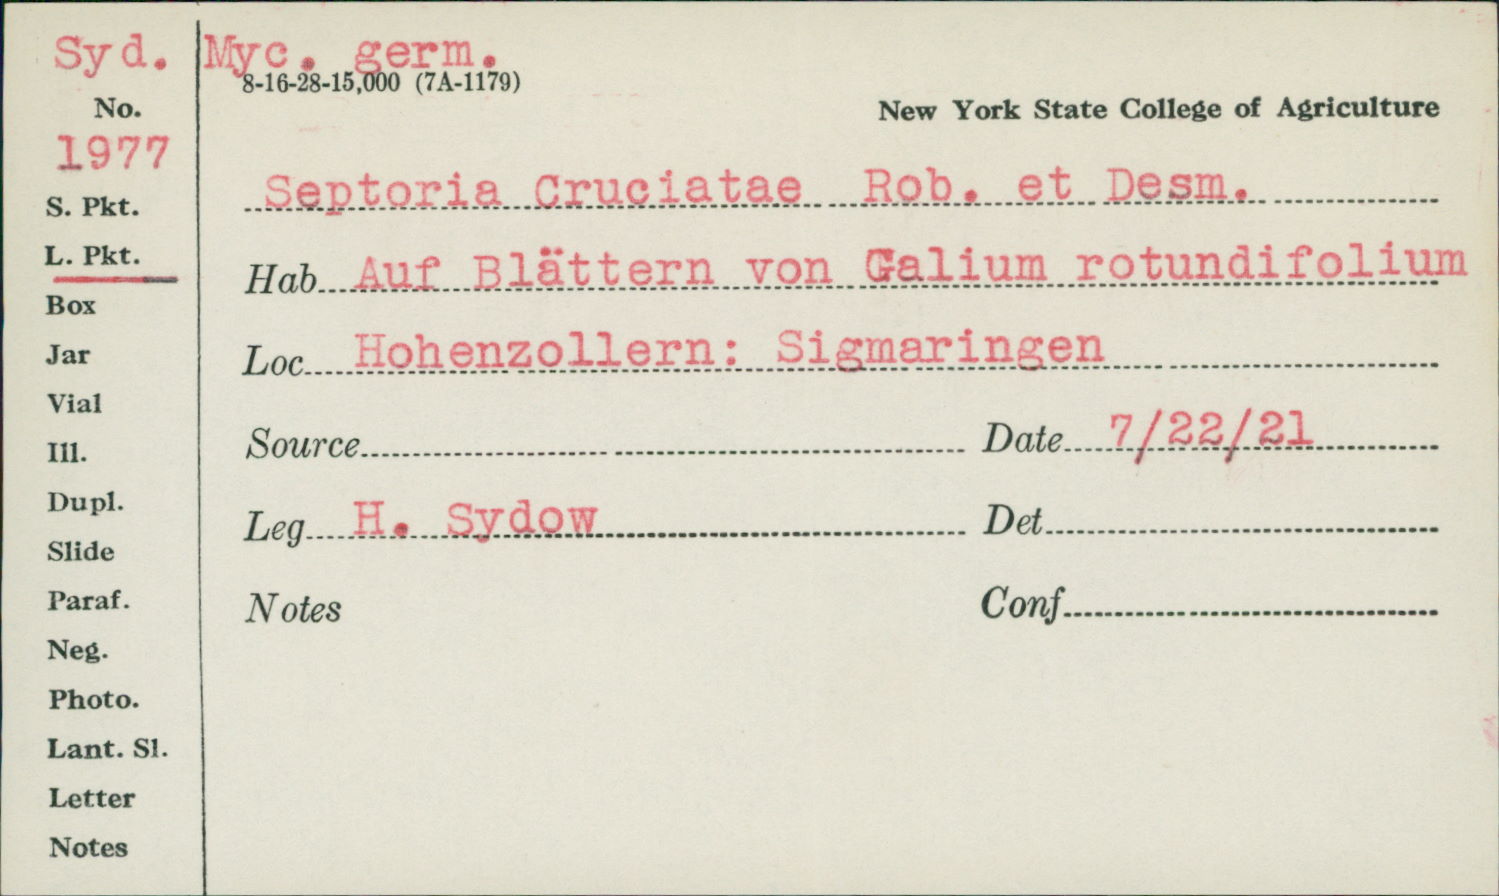 Syd. Myc. germ.
8-16-28-15,000 (7A-1179)
No.
New York State College of Agriculture
1977
Septoria Cruciatae Rob. et Desm.
S. Pkt.
L. Pkt.
Hab. Auf Blättern von Galium rotundifolium
Box
Jar
Loc. Hohenzollern: Sigmaringen
Vial
Ill.
Source Date 7/22/21
Dupl.
Leg H. Sydow Det
Slide
Paraf.
Notes Conf
Neg.
Photo.
Lant. Sl.
Letter
Notes